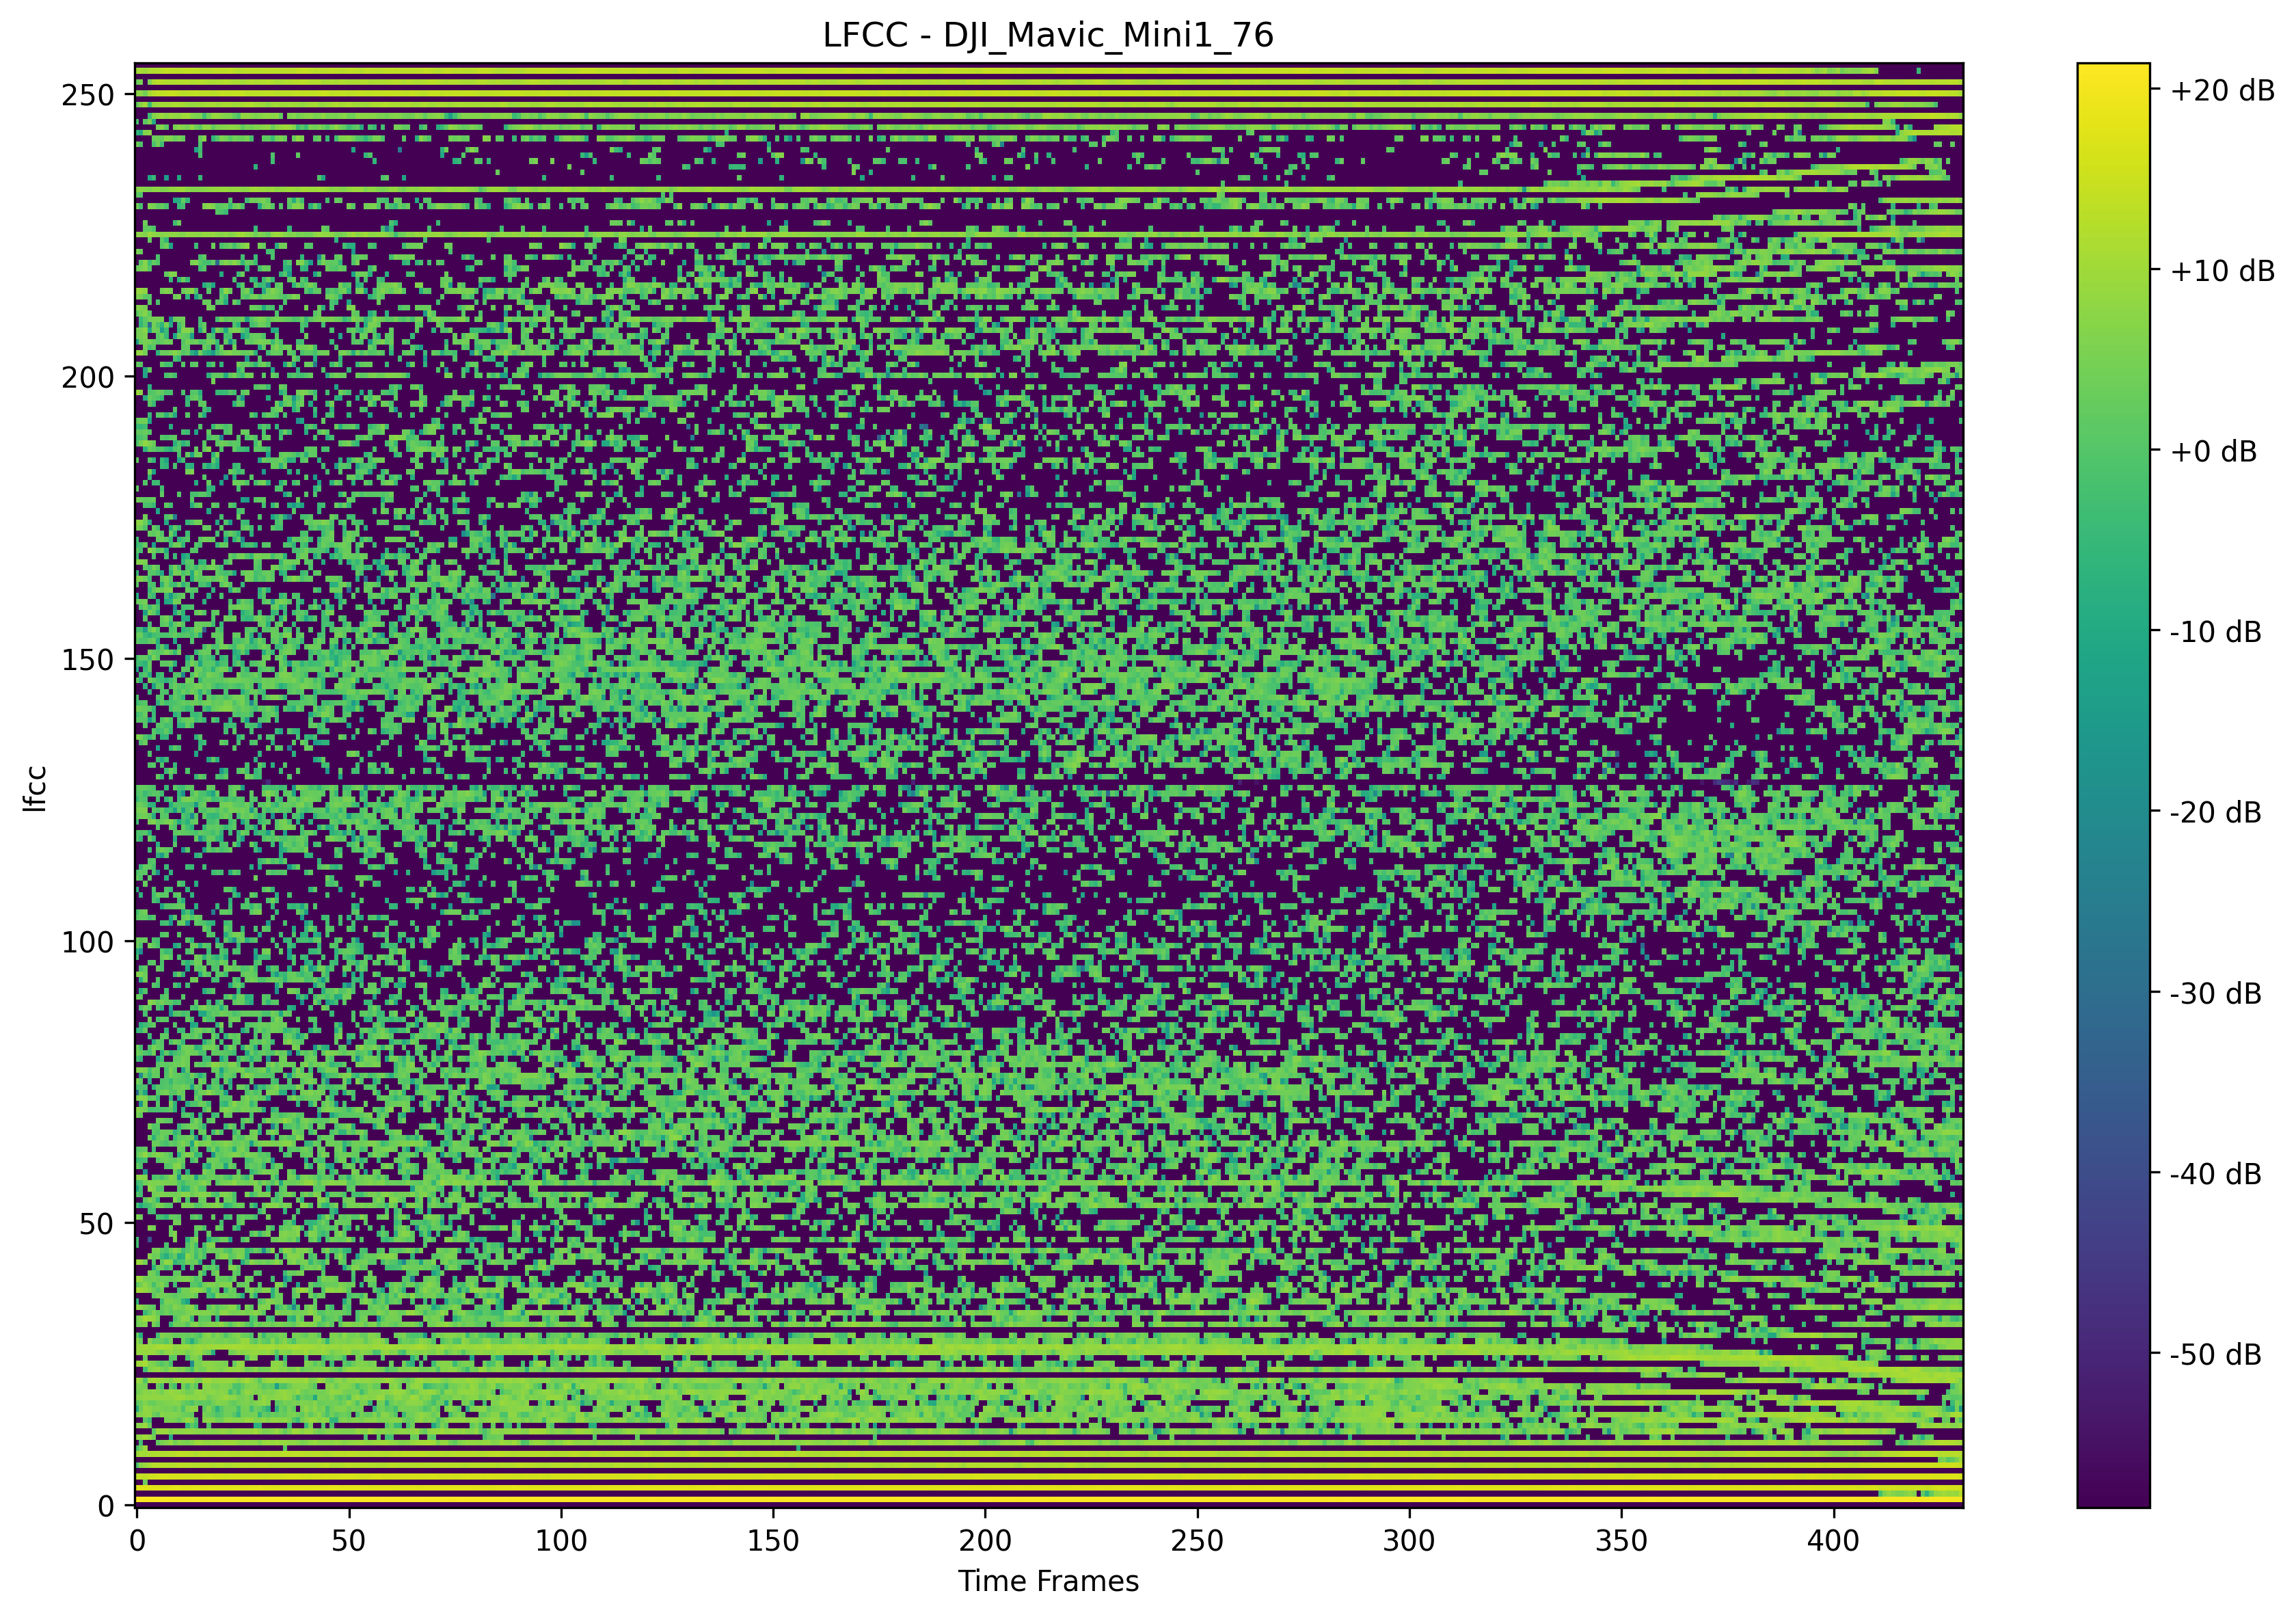 LFCC - DJI_Mavic_Mini1_76
250
200
150
100
50
0
lfcc
0 50 100 150 200 250 300 350 400
Time Frames
+20 dB
+10 dB
+0 dB
-10 dB
-20 dB
-30 dB
-40 dB
-50 dB